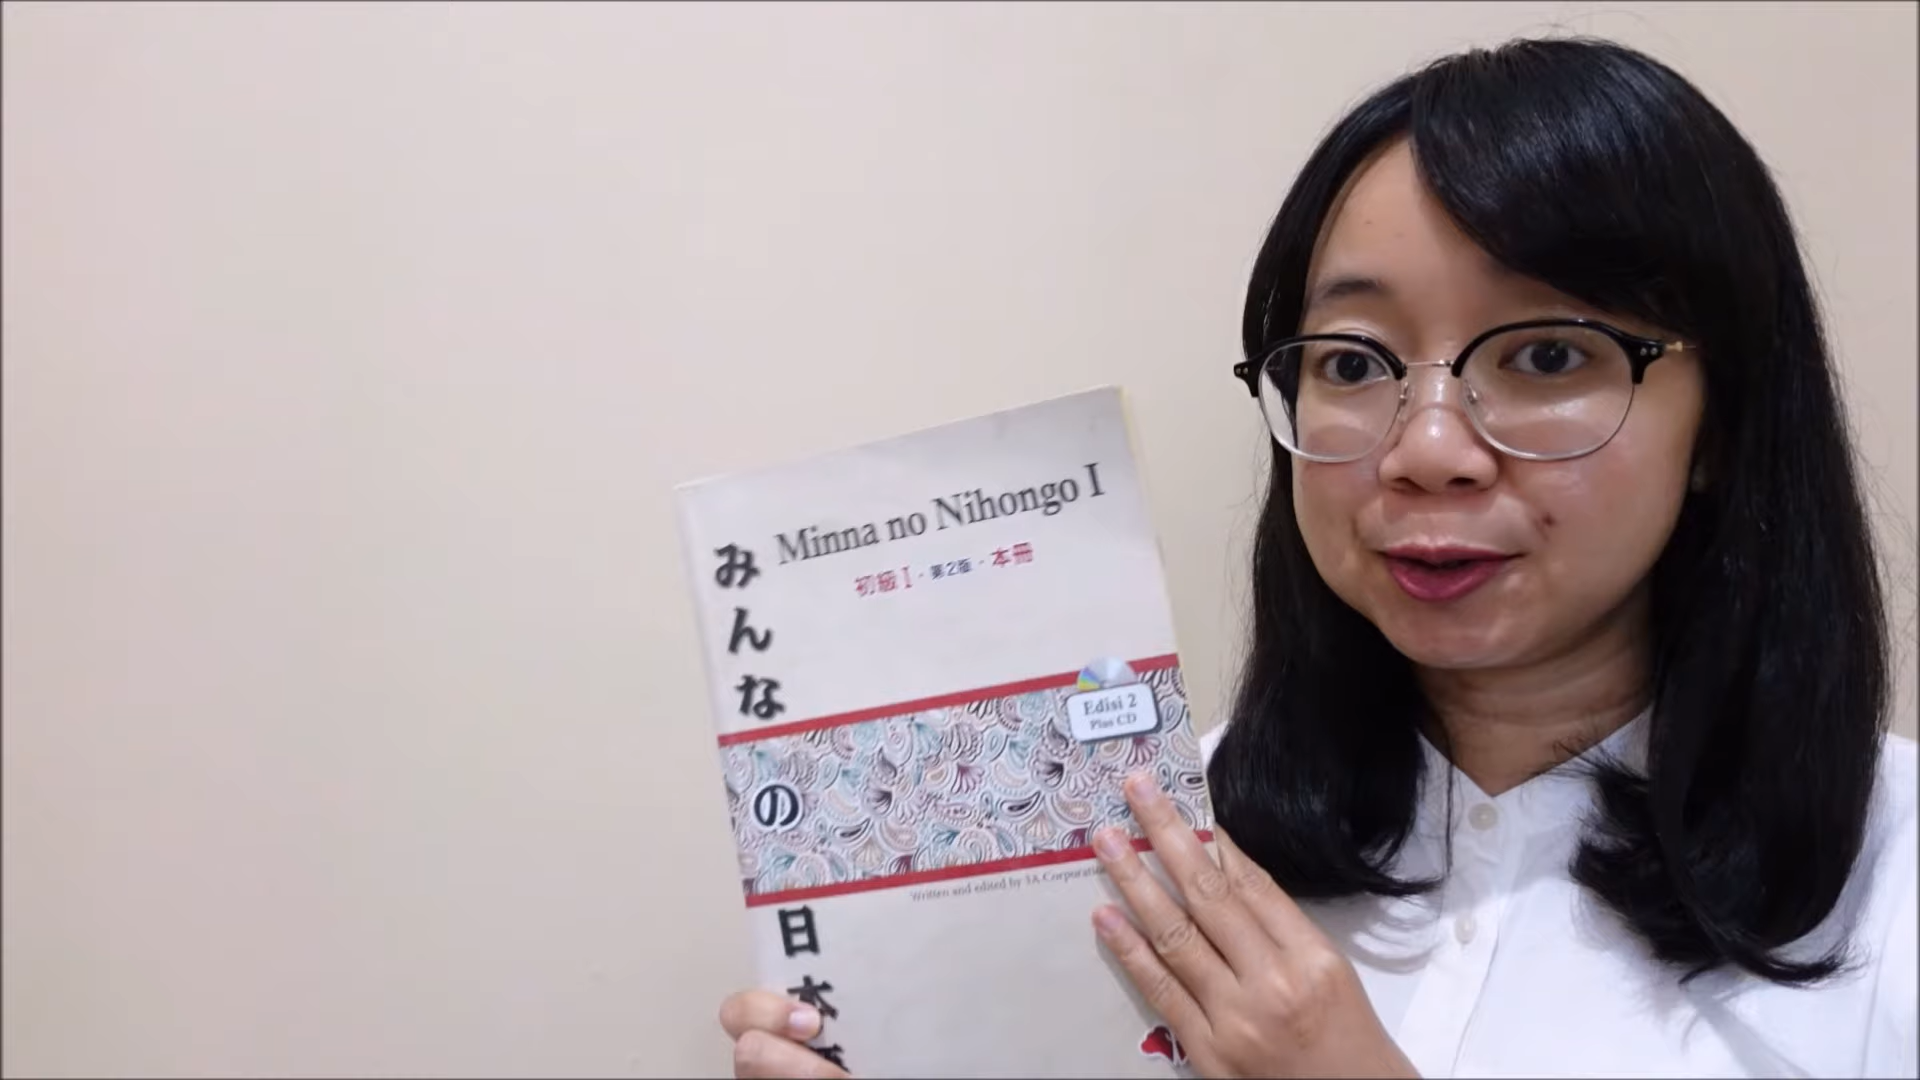 Minna no Nihongo I
初級 I・第2版・本冊
みんなの日本
Edisi 2
Plus CD
Written and edited by 3A Corporation